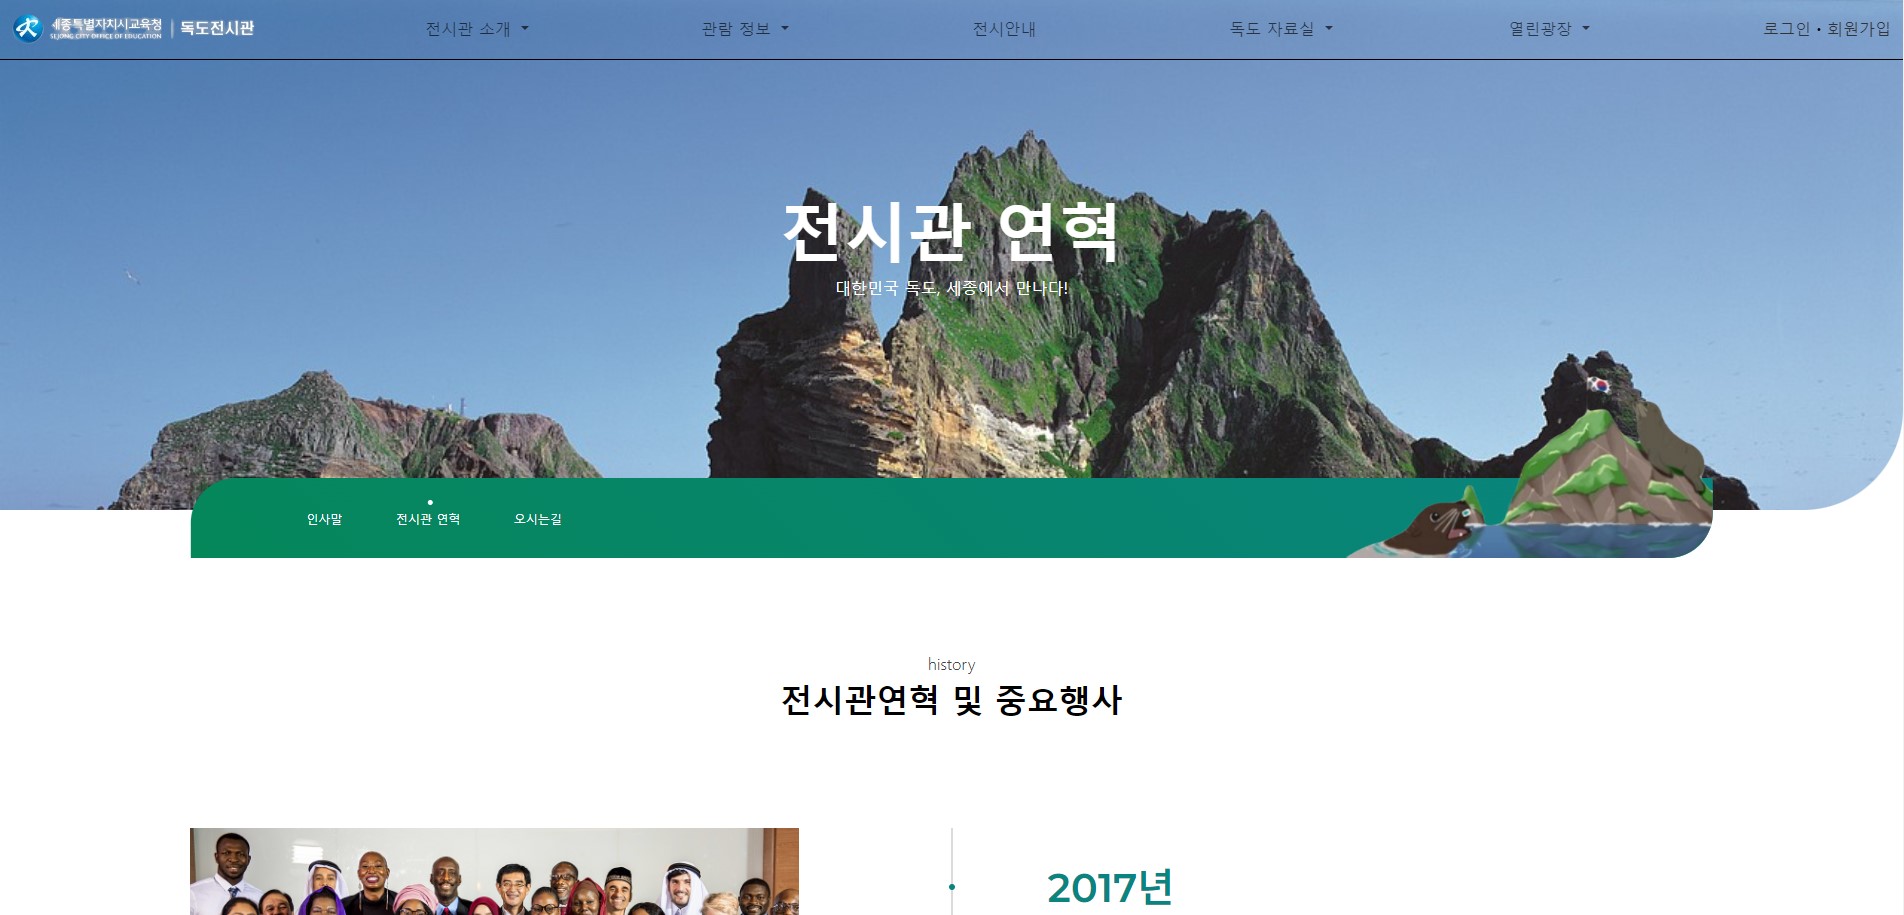 세종특별자치시교육청
SEJONG CITY OFFICE OF EDUCATION
독도전시관
전시관 소개
관람 정보
전시안내
독도 자료실
열린광장
로그인 • 회원가입
전시관 연혁
대한민국 독도, 세종에서 만나다!
인사말
전시관 연혁
오시는길
history
전시관연혁 및 중요행사
2017년